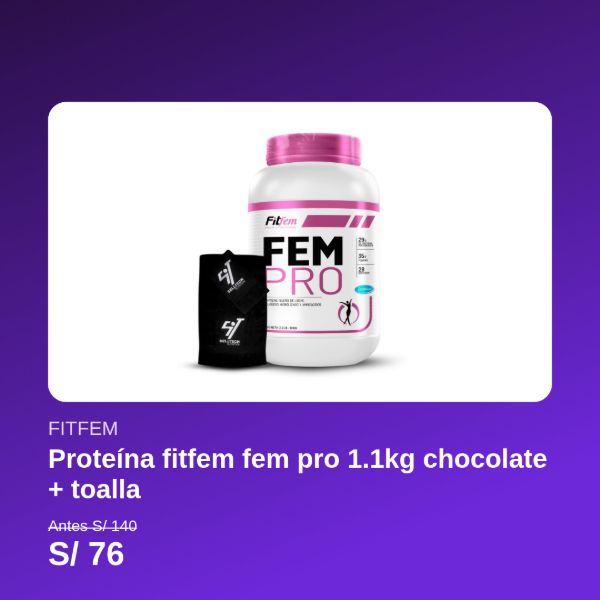 Fitfem
FEM
PRO
FITFEM
Proteína fitfem fem pro 1.1kg chocolate
+ toalla
Antes S/ 140
S/ 76